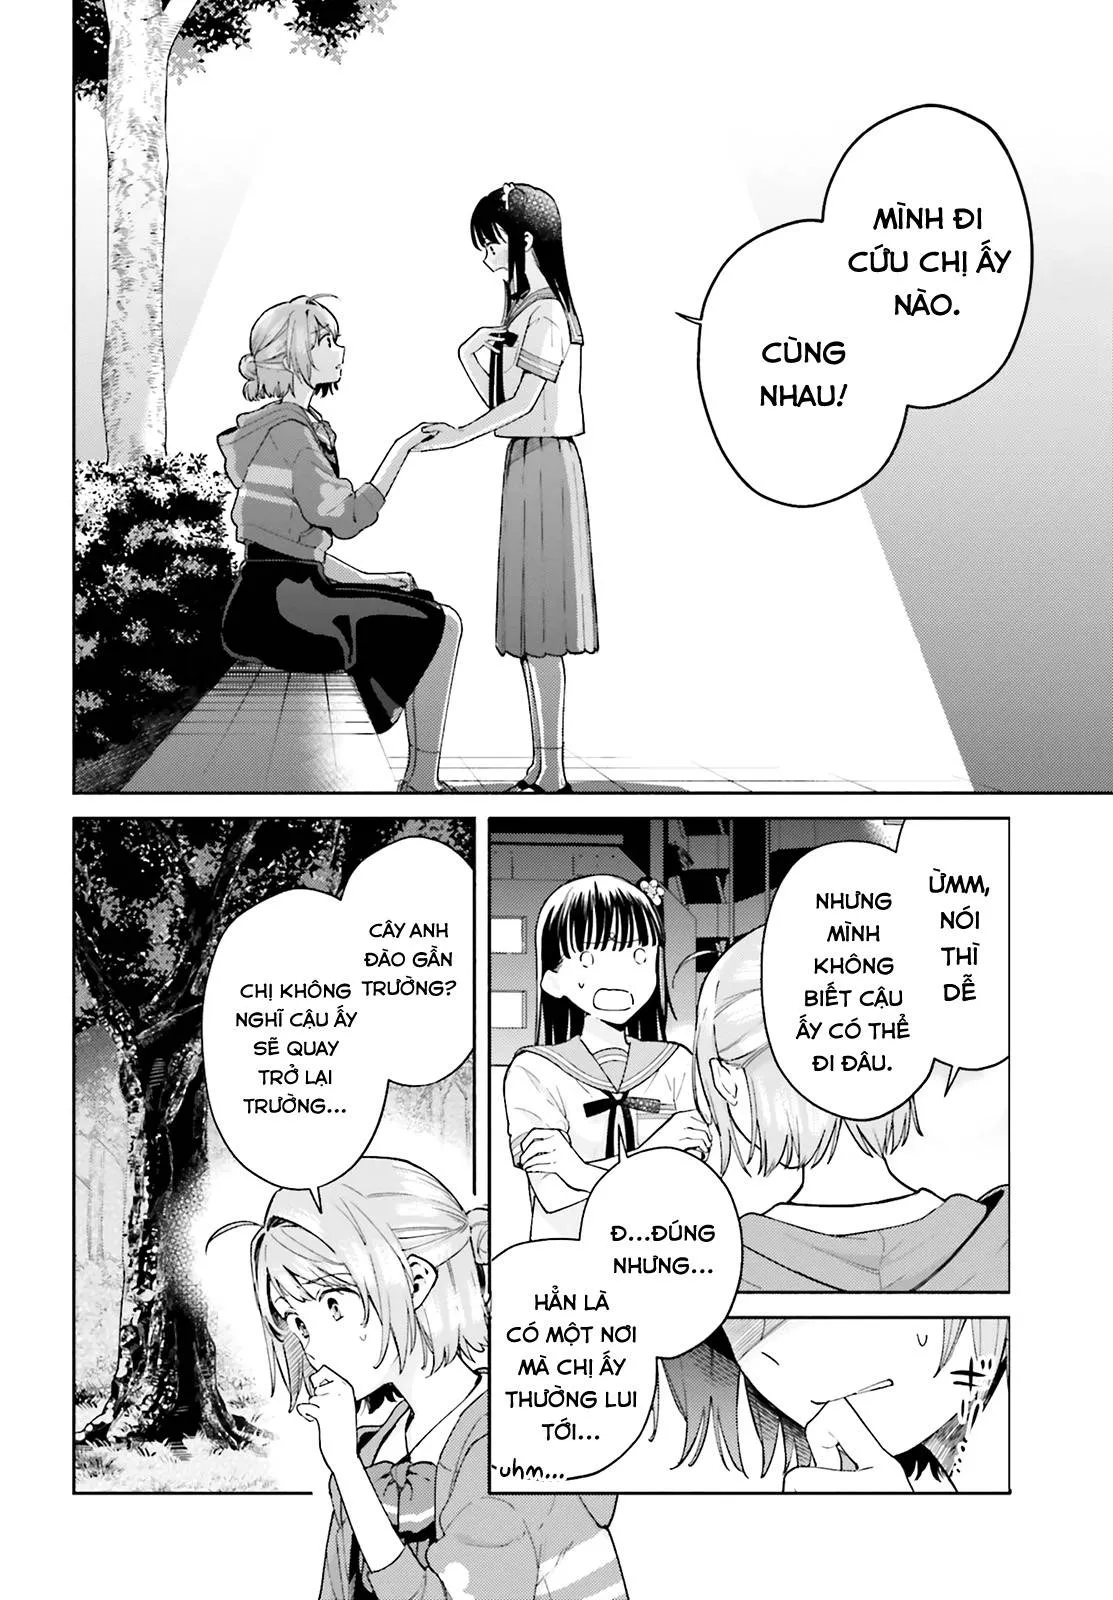 MÌNH ĐI
CỨU CHỊ ẤY
NÀO.
CÙNG
NHAU!
ỪMM,
NÓI
THÌ
DỄ
NHƯNG
MÌNH
KHÔNG
BIẾT CẬU
ẤY CÓ THỂ
ĐI ĐÂU.
Đ...ĐÚNG
NHƯNG...
HẲN LÀ
CÓ MỘT NƠI
MÀ CHỊ ẤY
THƯỜNG LUI
TỚI...
uhm...
CÂY ANH
ĐÀO GẦN
TRƯỜNG?
CHỊ KHÔNG
NGHĨ CẬU ẤY
SẼ QUAY
TRỞ LẠI
TRƯỜNG...